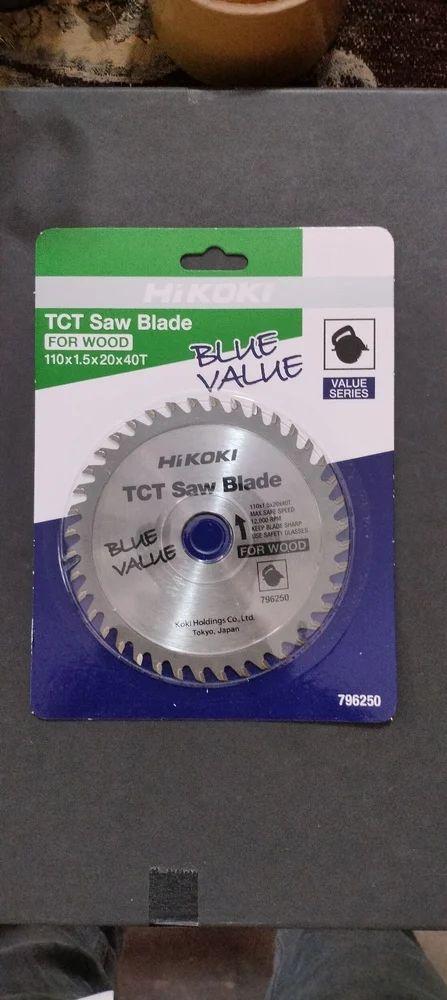 HiKOKI
TCT Saw Blade
FOR WOOD
110x1.5x20x40T
BLUE
VALUE
VALUE
SERIES
HiKOKI
TCT Saw Blade
BLUE
VALUE
110x1.5x20x40T
MAX.SAFE SPEED
12,000 RPM
KEEP BLADE SHARP
USE SAFETY GLASSES
FOR WOOD
796250
Koki Holdings Co., Ltd.
Tokyo, Japan
796250